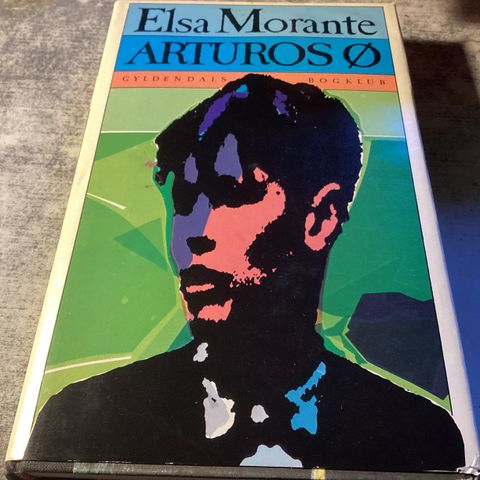 Elsa Morante
ARTUROS Ø
GYLDENDALS BOGKLUB